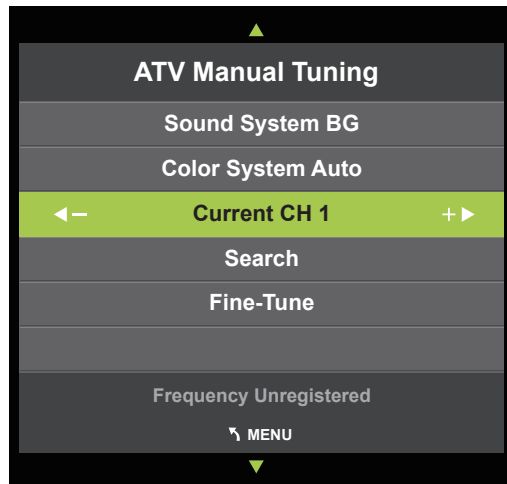 ATV Manual Tuning
Sound System BG
Color System Auto
Current CH 1
Search
Fine-Tune
Frequency Unregistered
MENU